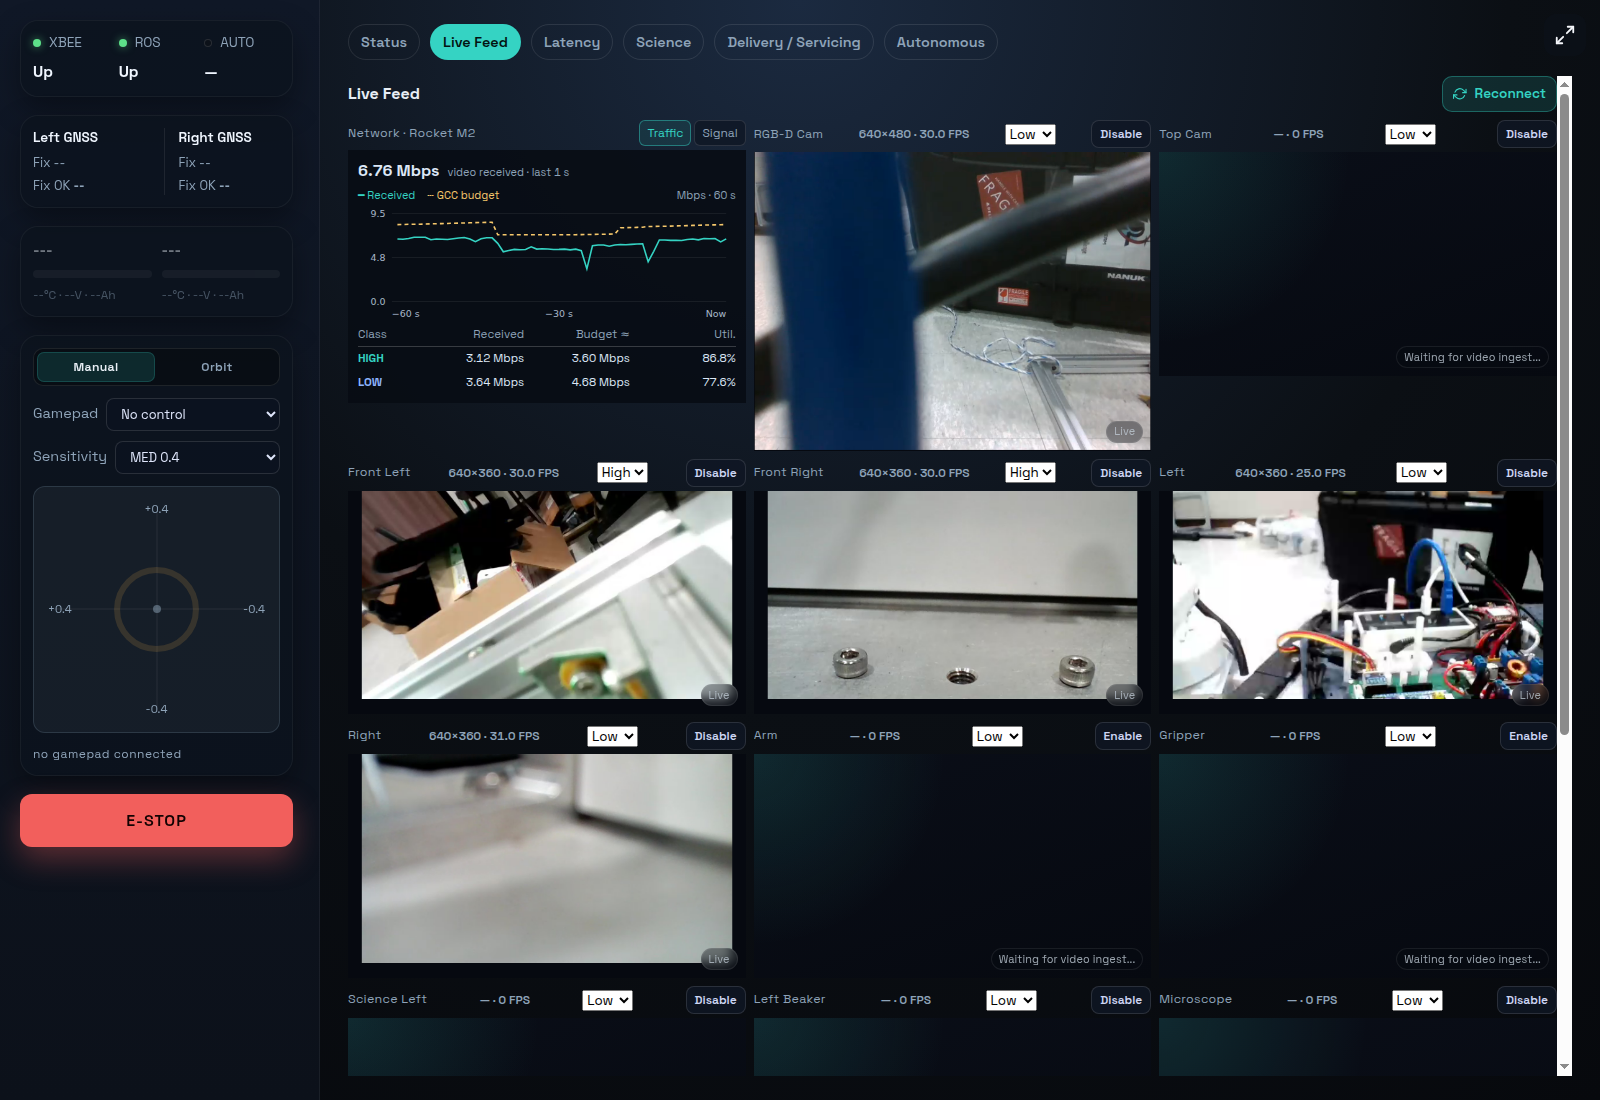 XBEE
ROS
AUTO
Up
Up
—
Left GNSS
Right GNSS
Fix --
Fix --
Fix OK --
Fix OK --
---
---
--°C · --V · --Ah
--°C · --V · --Ah
Manual
Orbit
Gamepad
No control
Sensitivity
MED 0.4
+0.4
+0.4
-0.4
-0.4
no gamepad connected
E-STOP
Status
Live Feed
Latency
Science
Delivery / Servicing
Autonomous
Live Feed
Reconnect
Network · Rocket M2
Traffic
Signal
6.76 Mbps
video received · last 1 s
Received
GCC budget
Mbps · 60 s
9.5
4.8
0.0
−60 s
−30 s
Now
Class
Received
Budget ≈
Util.
HIGH
3.12 Mbps
3.60 Mbps
86.8%
LOW
3.64 Mbps
4.68 Mbps
77.6%
RGB-D Cam
640×480 · 30.0 FPS
Low
Disable
FRAG
NANUK
FRAGILE
Live
Top Cam
— · 0 FPS
Low
Disable
Waiting for video ingest...
Front Left
640×360 · 30.0 FPS
High
Disable
Live
Front Right
640×360 · 30.0 FPS
High
Disable
Live
Left
640×360 · 25.0 FPS
Low
Disable
Live
Right
640×360 · 31.0 FPS
Low
Disable
Live
Arm
— · 0 FPS
Low
Enable
Waiting for video ingest...
Gripper
— · 0 FPS
Low
Enable
Waiting for video ingest...
Science Left
— · 0 FPS
Low
Disable
Left Beaker
— · 0 FPS
Low
Disable
Microscope
— · 0 FPS
Low
Disable